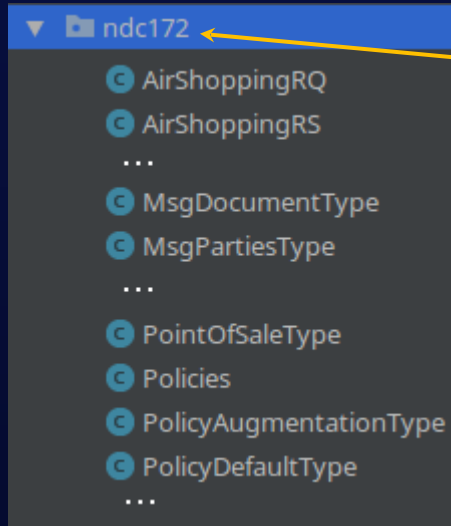 ndc172
C AirShoppingRQ
C AirShoppingRS
...
C MsgDocumentType
C MsgPartiesType
...
C PointOfSaleType
C Policies
C PolicyAugmentationType
C PolicyDefaultType
...